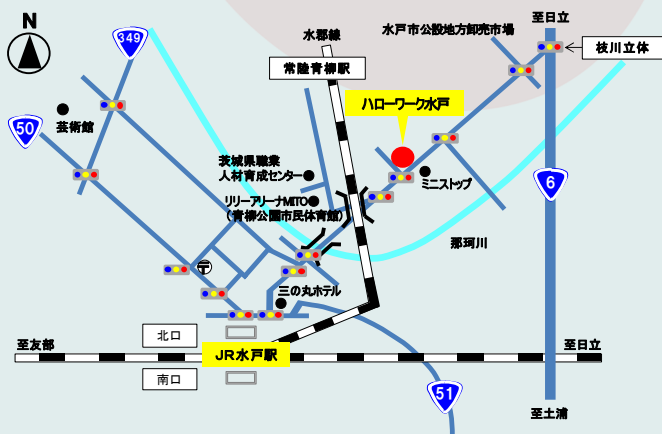 N
水郡線
水戸市公設地方卸売市場
至日立
349
枝川立体
常陸青柳駅
ハローワーク水戸
芸術館
50
茨城県職業
人材育成センター
ミニストップ
6
リリーアリーナMITO
(青柳公園市民体育館)
那珂川
〒
三の丸ホテル
北口
至友部
JR水戸駅
至日立
南口
51
至土浦